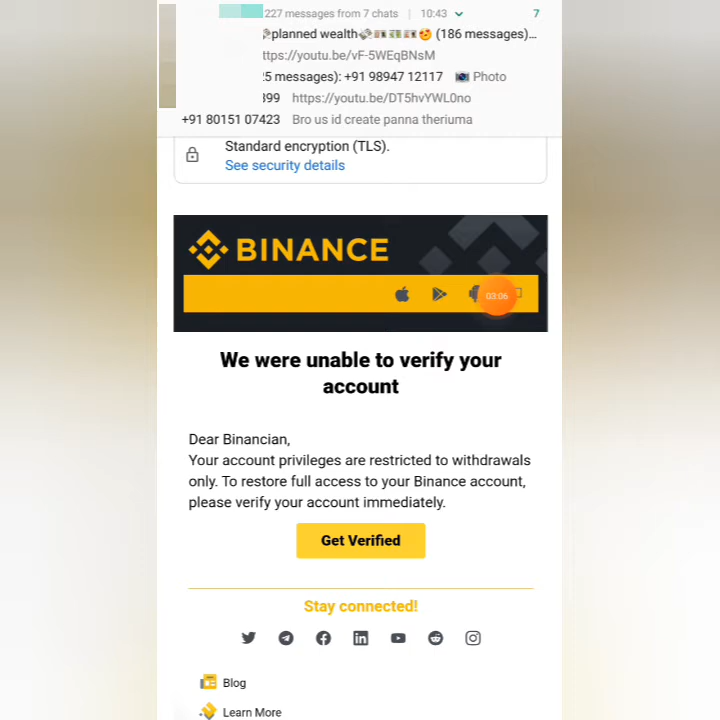 227 messages from 7 chats | 10:43 7
planned wealth💸💵💵💵🤑 (186 messages)...
ttps://youtu.be/vF-5WEqBNsM
5 messages): +91 98947 12117 📷 Photo
399 https://youtu.be/DT5hvYWL0no
+91 80151 07423 Bro us id create panna theriuma
Standard encryption (TLS).
See security details
BINANCE
03:06
We were unable to verify your
account
Dear Binancian,
Your account privileges are restricted to withdrawals
only. To restore full access to your Binance account,
please verify your account immediately.
Get Verified
Stay connected!
Blog
Learn More